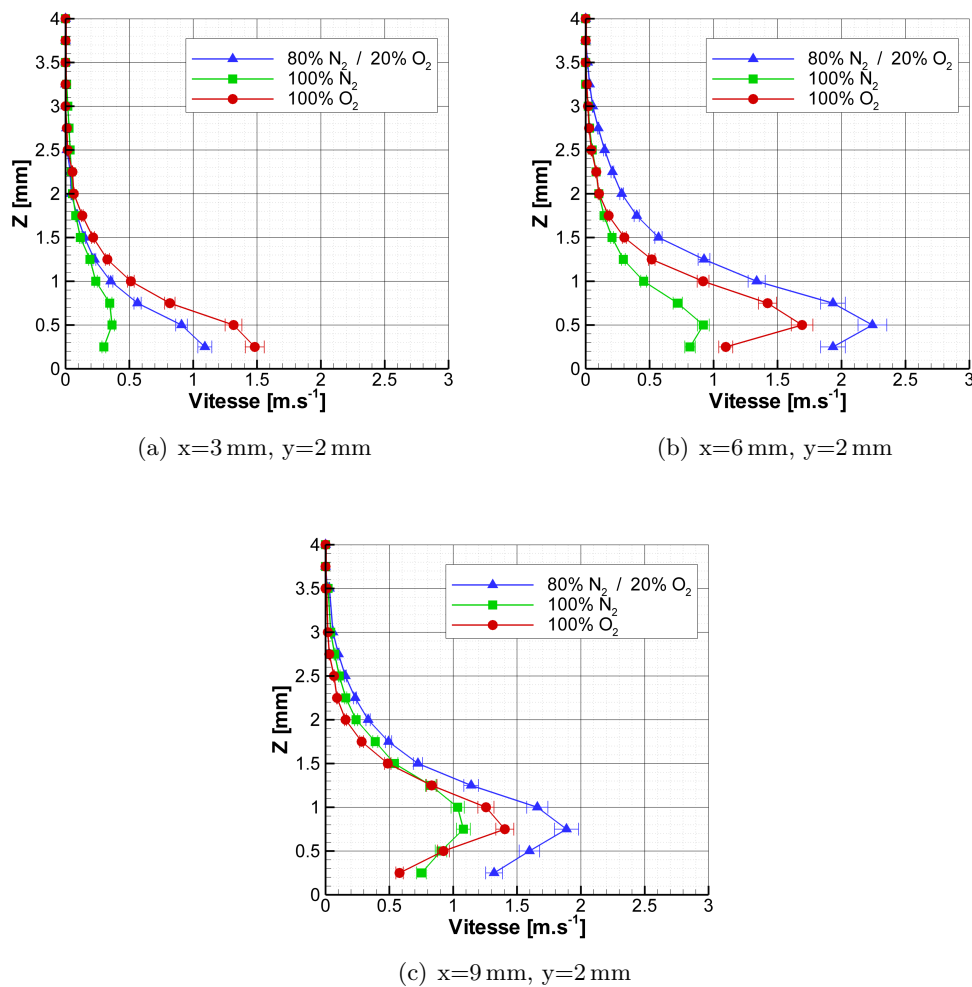 4
3.5
3
2.5
2
1.5
1
0.5
0
Z [mm]
80% N₂ / 20% O₂
100% N₂
100% O₂
0 0.5 1 1.5 2 2.5 3
Vitesse [m.s⁻¹]
(a) x=3 mm, y=2 mm
4
3.5
3
2.5
2
1.5
1
0.5
0
Z [mm]
80% N₂ / 20% O₂
100% N₂
100% O₂
0 0.5 1 1.5 2 2.5 3
Vitesse [m.s⁻¹]
(b) x=6 mm, y=2 mm
4
3.5
3
2.5
2
1.5
1
0.5
0
Z [mm]
80% N₂ / 20% O₂
100% N₂
100% O₂
0 0.5 1 1.5 2 2.5 3
Vitesse [m.s⁻¹]
(c) x=9 mm, y=2 mm